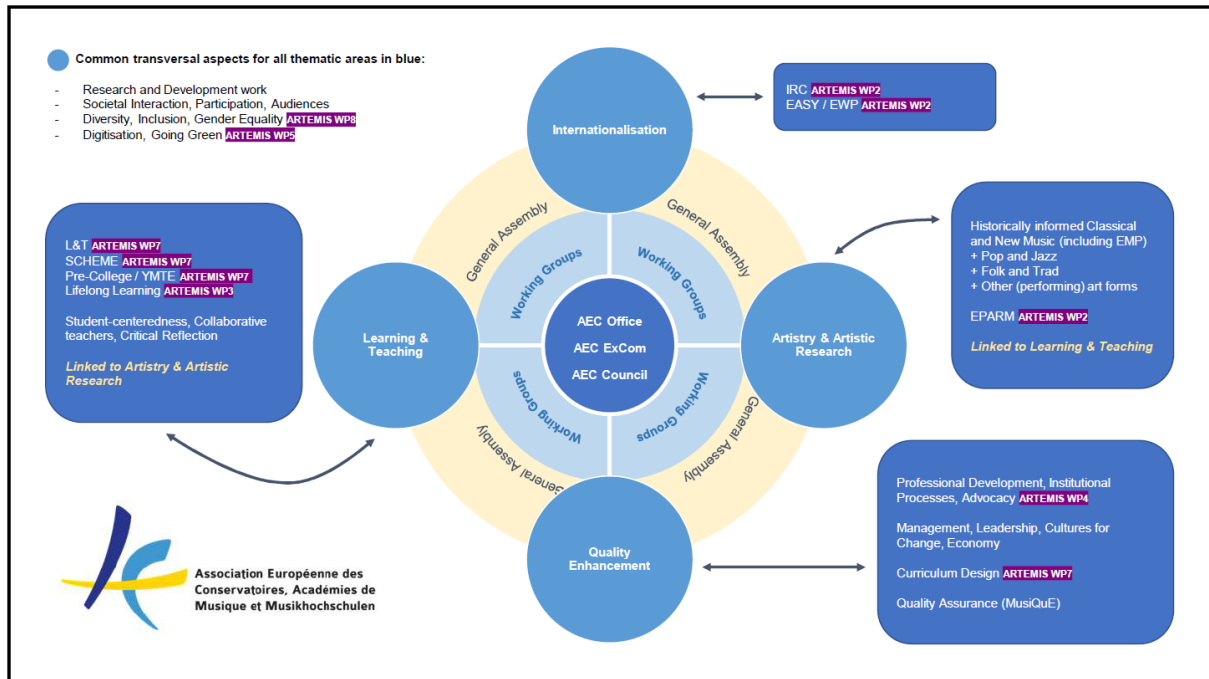 Common transversal aspects for all thematic areas in blue:
- Research and Development work
- Societal Interaction, Participation, Audiences
- Diversity, Inclusion, Gender Equality ARTEMIS WP8
- Digitisation, Going Green ARTEMIS WP5
Internationalisation
IRC ARTEMIS WP2
EASY / EWP ARTEMIS WP2
General Assembly
General Assembly
Working Groups
Working Groups
L&T ARTEMIS WP7
SCHEME ARTEMIS WP7
Pre-College / YMTE ARTEMIS WP7
Lifelong Learning ARTEMIS WP3
Student-centeredness, Collaborative
teachers, Critical Reflection
Linked to Artistry & Artistic
Research
Learning &
Teaching
AEC Office
AEC ExCom
AEC Council
Artistry & Artistic
Research
Historically informed Classical
and New Music (including EMP)
+ Pop and Jazz
+ Folk and Trad
+ Other (performing) art forms
EPARM ARTEMIS WP2
Linked to Learning & Teaching
Working Groups
Working Groups
General Assembly
General Assembly
Quality
Enhancement
Professional Development, Institutional
Processes, Advocacy ARTEMIS WP4
Management, Leadership, Cultures for
Change, Economy
Curriculum Design ARTEMIS WP7
Quality Assurance (MusiQuE)
Association Européenne des
Conservatoires, Académies de
Musique et Musikhochschulen